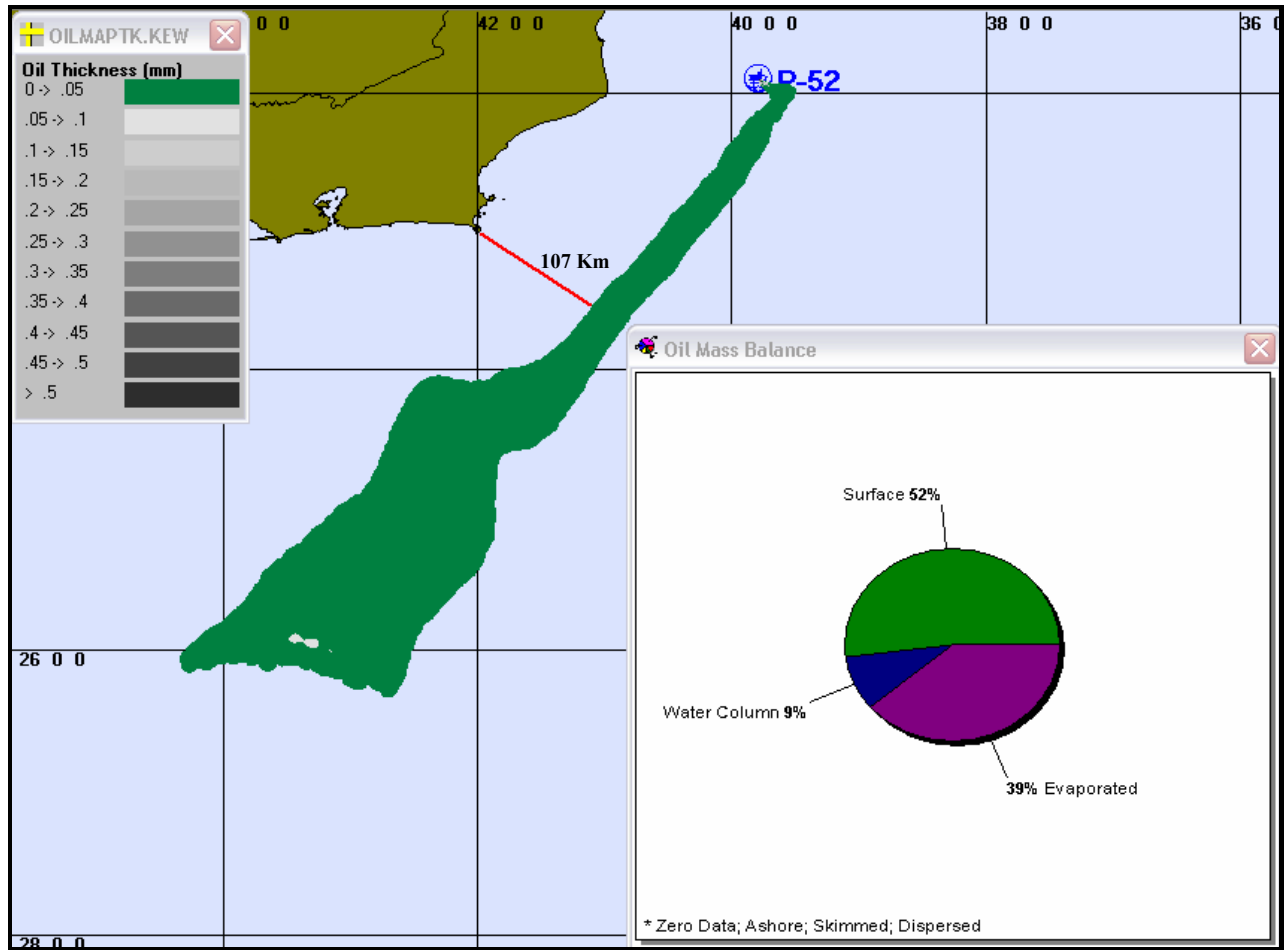 OILMAPTK.KEW
Oil Thickness (mm)
0 -> .05
.05 -> .1
.1 -> .15
.15 -> .2
.2 -> .25
.25 -> .3
.3 -> .35
.35 -> .4
.4 -> .45
.45 -> .5
> .5
0 0
42 0 0
40 0 0
38 0 0
36 0
P-52
107 Km
26 0 0
28 0 0
Oil Mass Balance
Surface 52%
Water Column 9%
39% Evaporated
* Zero Data; Ashore; Skimmed; Dispersed